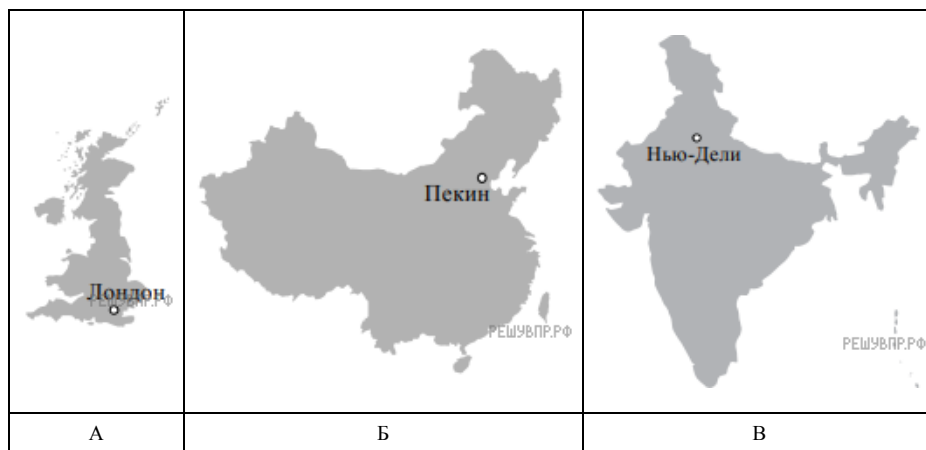 Лондон
РЕШУВПР.РФ
Пекин
РЕШУВПР.РФ
Нью-Дели
РЕШУВПР.РФ
А
Б
В